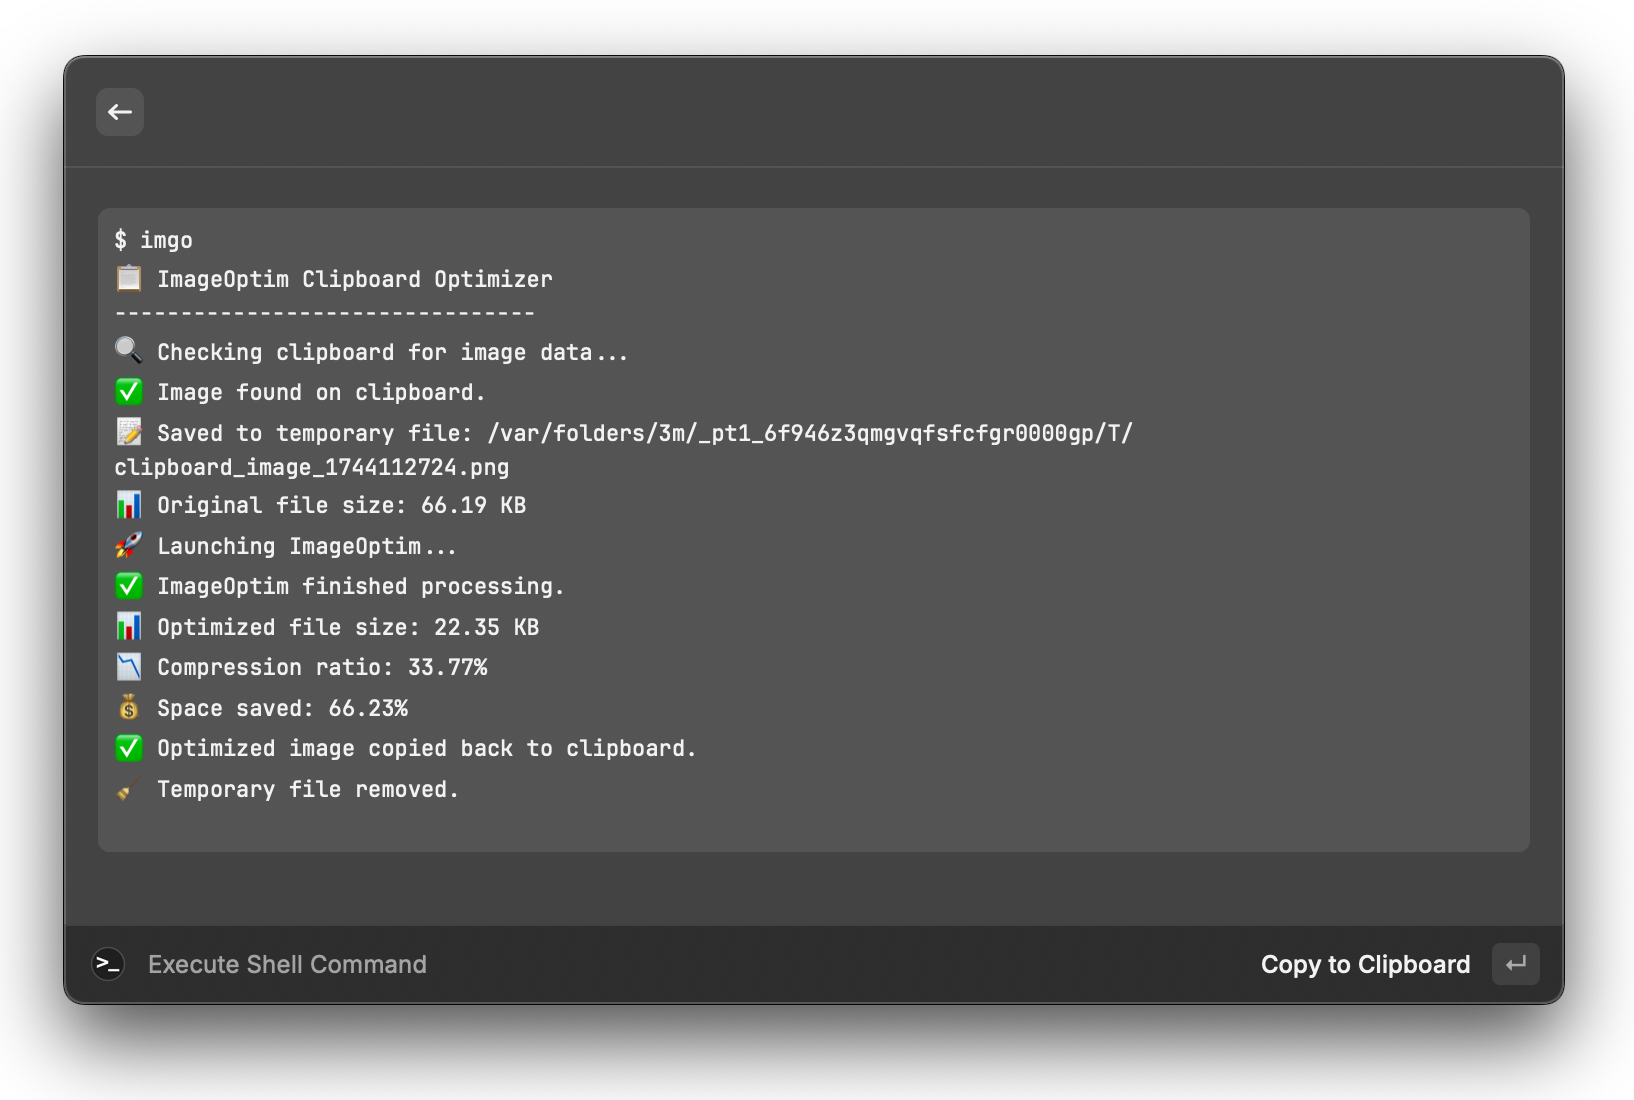 $ imgo
📋 ImageOptim Clipboard Optimizer
--------------------------------
🔍 Checking clipboard for image data...
✅ Image found on clipboard.
📝 Saved to temporary file: /var/folders/3m/_pt1_6f946z3qmgvqfsfcfgr0000gp/T/
clipboard_image_1744112724.png
📊 Original file size: 66.19 KB
🚀 Launching ImageOptim...
✅ ImageOptim finished processing.
📊 Optimized file size: 22.35 KB
📉 Compression ratio: 33.77%
💰 Space saved: 66.23%
✅ Optimized image copied back to clipboard.
🧹 Temporary file removed.
>_ Execute Shell Command
Copy to Clipboard ↵